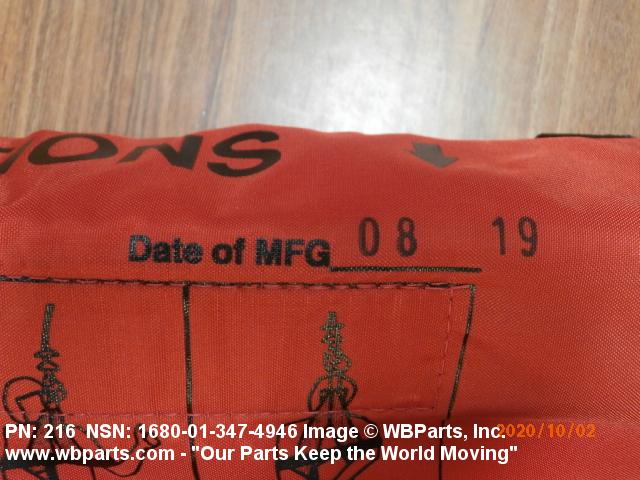 Date of MFG 08 19
PN: 216 NSN: 1680-01-347-4946 Image © WBParts, Inc. 2020/10/02
www.wbparts.com - "Our Parts Keep the World Moving"